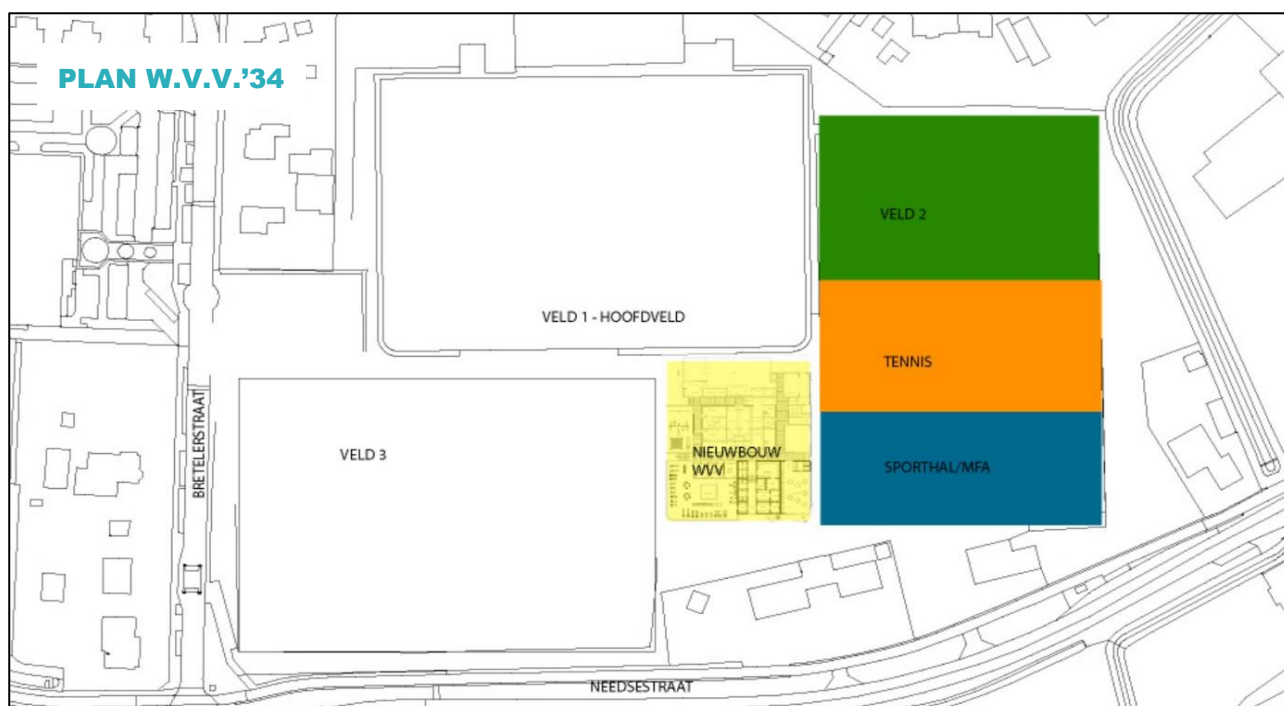 PLAN W.V.V.'34
VELD 2
VELD 1 - HOOFDVELD
TENNIS
BRETELERSTRAAT
VELD 3
NIEUWBOUW
WVV
SPORTHAL/MFA
NEEDSESTRAAT